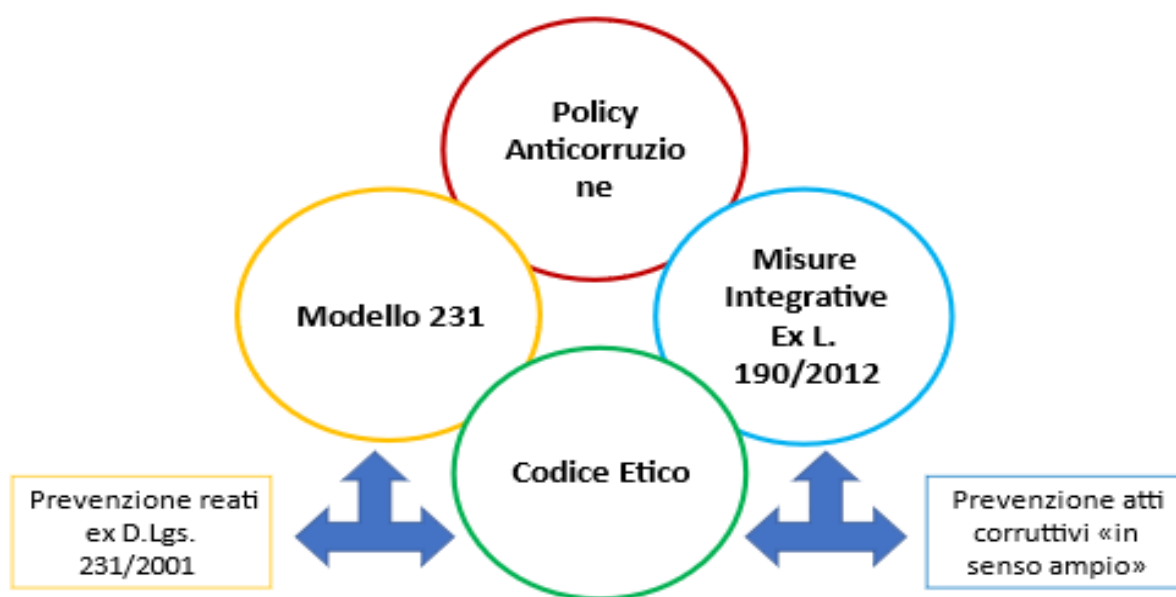 Policy
Anticorruzio
ne
Modello 231
Misure
Integrative
Ex L.
190/2012
Codice Etico
Prevenzione reati
ex D.Lgs.
231/2001
Prevenzione atti
corruttivi «in
senso ampio»